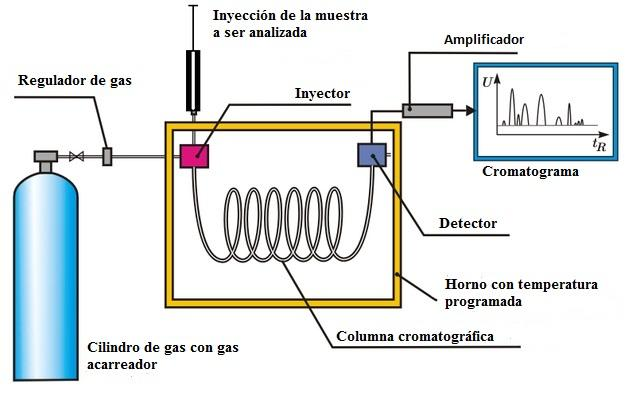 Inyección de la muestra
a ser analizada
Amplificador
Regulador de gas
Inyector
U
t_R
Cromatograma
Detector
Horno con temperatura
programada
Columna cromatográfica
Cilindro de gas con gas
acarreador